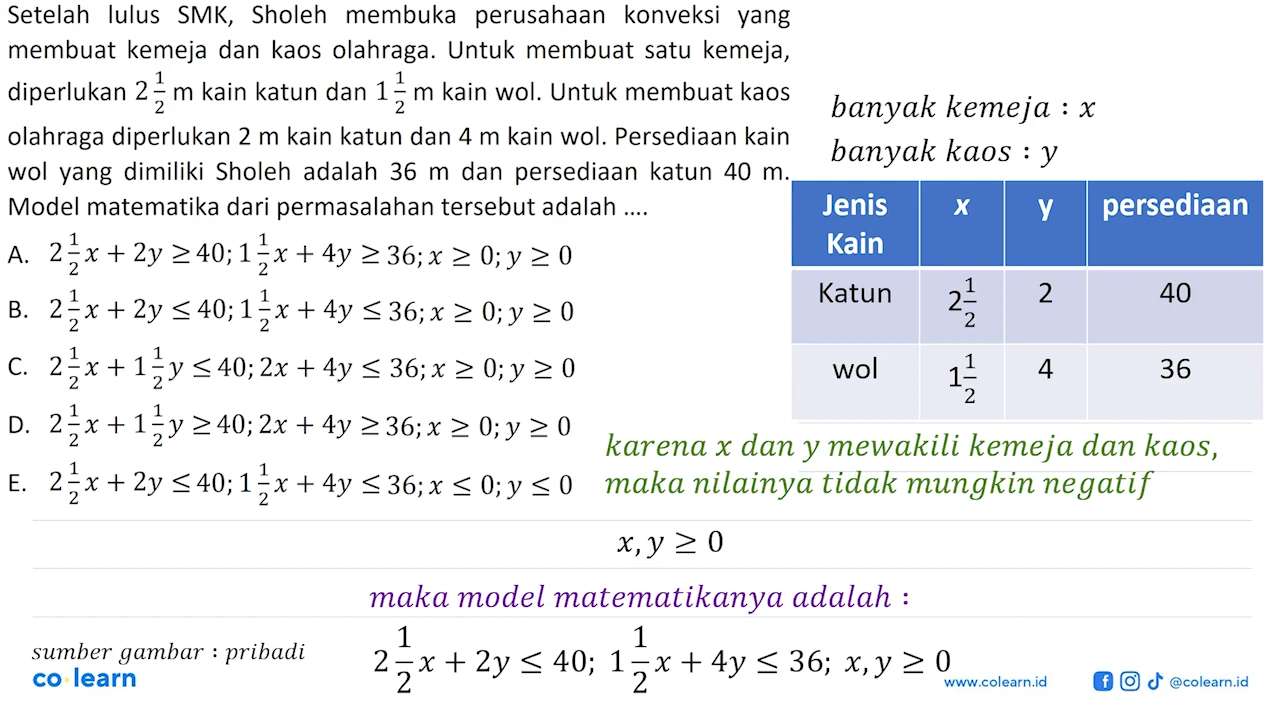 Setelah lulus SMK, Sholeh membuka perusahaan konveksi yang
membuat kemeja dan kaos olahraga. Untuk membuat satu kemeja,
diperlukan 2 1/2 m kain katun dan 1 1/2 m kain wol. Untuk membuat kaos
olahraga diperlukan 2 m kain katun dan 4 m kain wol. Persediaan kain
wol yang dimiliki Sholeh adalah 36 m dan persediaan katun 40 m.
Model matematika dari permasalahan tersebut adalah ....
A. 2 1/2 x + 2y ≥ 40; 1 1/2 x + 4y ≥ 36; x ≥ 0; y ≥ 0
B. 2 1/2 x + 2y ≤ 40; 1 1/2 x + 4y ≤ 36; x ≥ 0; y ≥ 0
C. 2 1/2 x + 1 1/2 y ≤ 40; 2x + 4y ≤ 36; x ≥ 0; y ≥ 0
D. 2 1/2 x + 1 1/2 y ≥ 40; 2x + 4y ≥ 36; x ≥ 0; y ≥ 0
E. 2 1/2 x + 2y ≤ 40; 1 1/2 x + 4y ≤ 36; x ≤ 0; y ≤ 0
banyak kemeja : x
banyak kaos : y
Jenis Kain x y persediaan
Katun 2 1/2 2 40
wol 1 1/2 4 36
karena x dan y mewakili kemeja dan kaos,
maka nilainya tidak mungkin negatif
x, y ≥ 0
maka model matematikanya adalah :
2 1/2 x + 2y ≤ 40; 1 1/2 x + 4y ≤ 36; x, y ≥ 0
sumber gambar : pribadi
co learn
www.colearn.id
@colearn.id